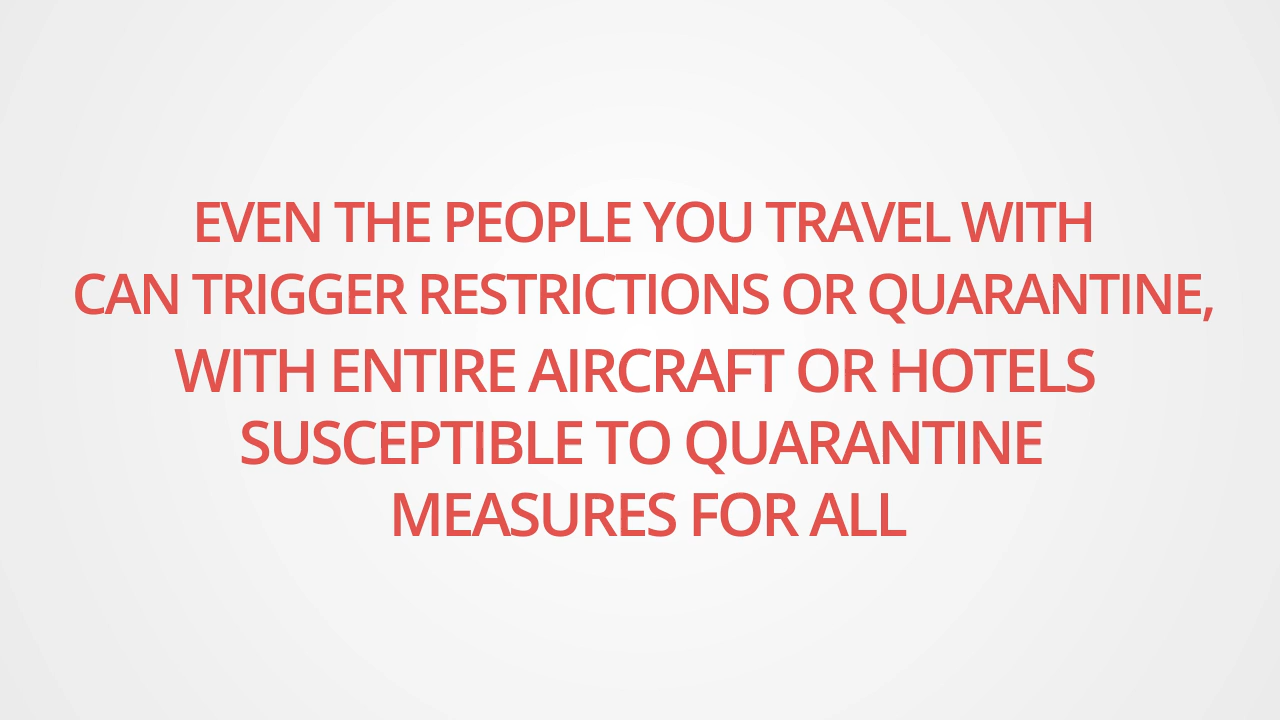 EVEN THE PEOPLE YOU TRAVEL WITH
CAN TRIGGER RESTRICTIONS OR QUARANTINE,
WITH ENTIRE AIRCRAFT OR HOTELS
SUSCEPTIBLE TO QUARANTINE
MEASURES FOR ALL